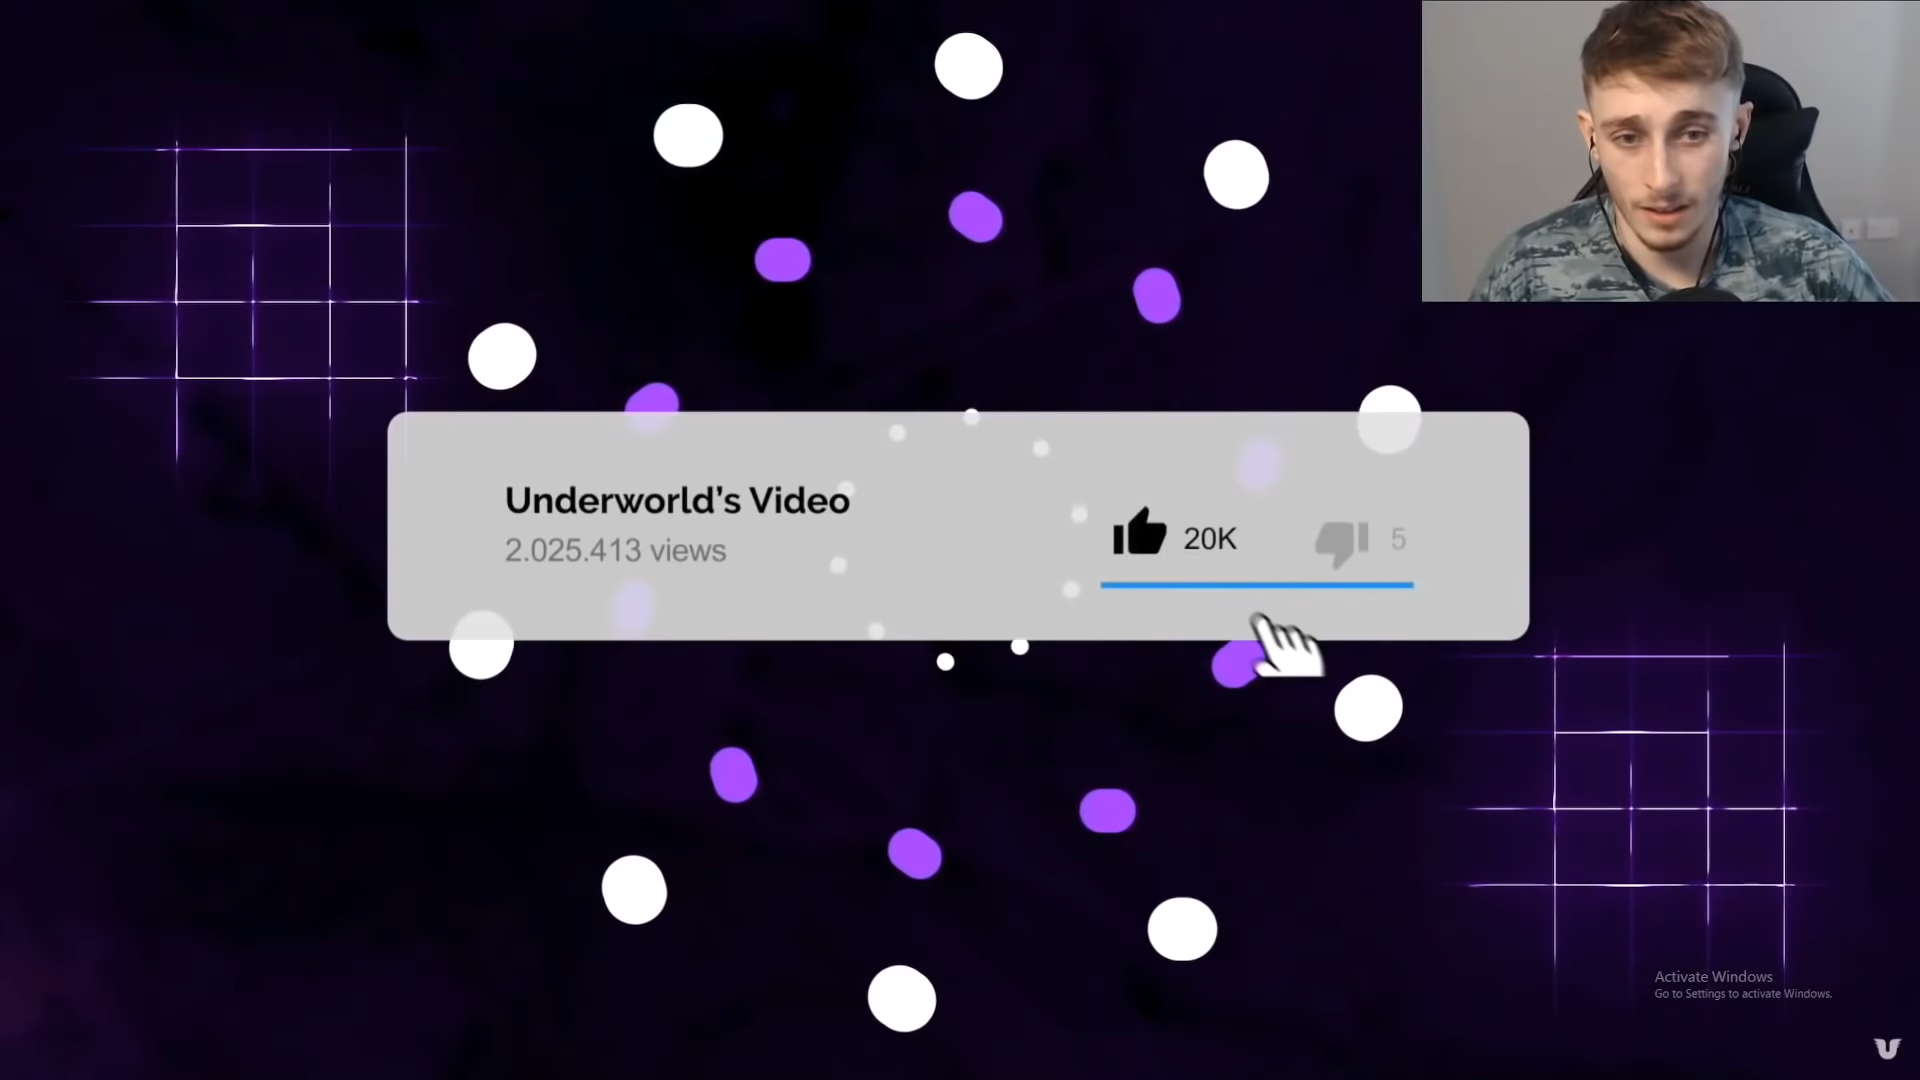 Underworld's Video
2.025.413 views
20K
5
Activate Windows
Go to Settings to activate Windows.